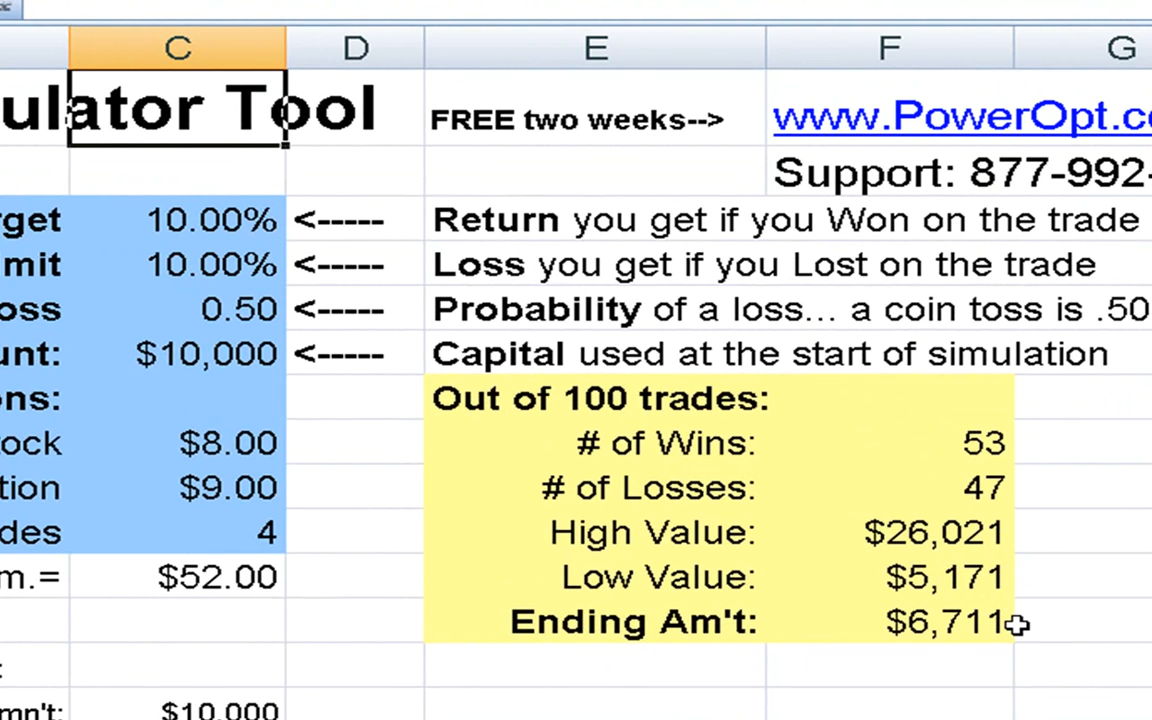 C D E F G
ulator Tool FREE two weeks--> www.PowerOpt.c
Support: 877-992-
rget 10.00% <----- Return you get if you Won on the trade
mit 10.00% <----- Loss you get if you Lost on the trade
oss 0.50 <----- Probability of a loss... a coin toss is .50
unt: $10,000 <----- Capital used at the start of simulation
ons: Out of 100 trades:
tock $8.00 # of Wins: 53
tion $9.00 # of Losses: 47
des 4 High Value: $26,021
m.= $52.00 Low Value: $5,171
Ending Am't: $6,711
mn't: $10,000